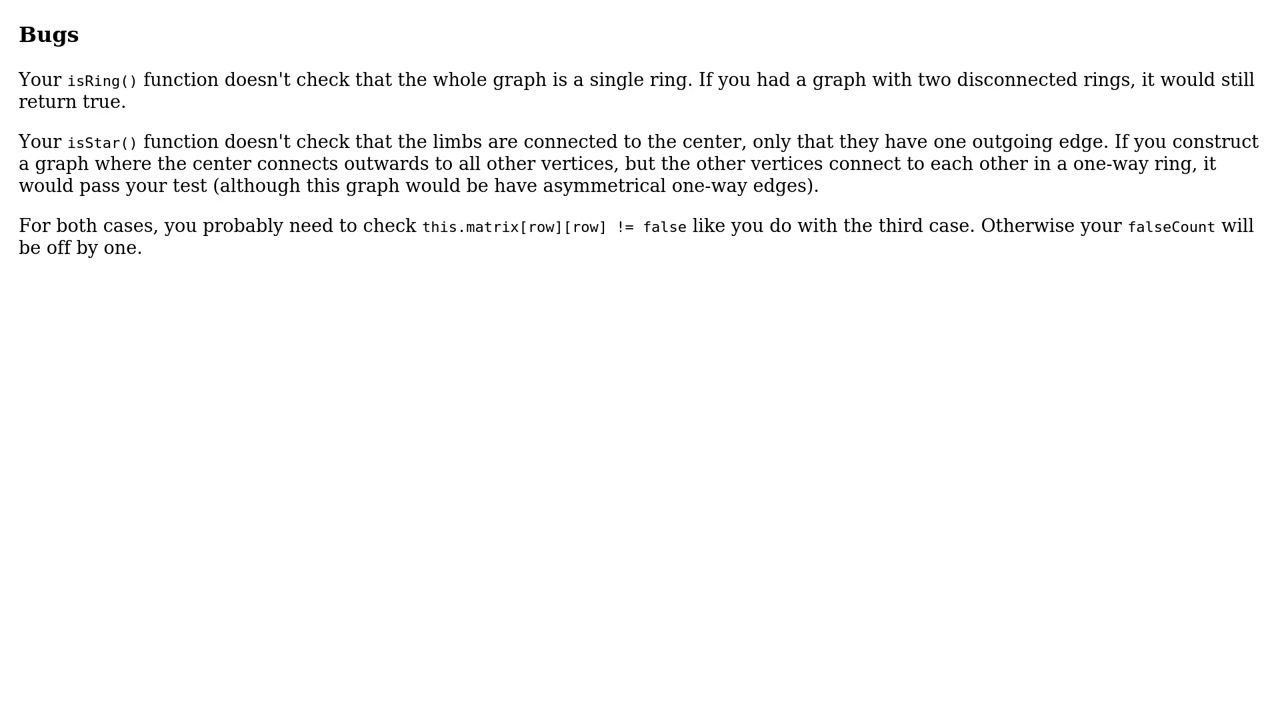 Bugs
Your isRing() function doesn't check that the whole graph is a single ring. If you had a graph with two disconnected rings, it would still
return true.
Your isStar() function doesn't check that the limbs are connected to the center, only that they have one outgoing edge. If you construct
a graph where the center connects outwards to all other vertices, but the other vertices connect to each other in a one-way ring, it
would pass your test (although this graph would be have asymmetrical one-way edges).
For both cases, you probably need to check this.matrix[row][row] != false like you do with the third case. Otherwise your falseCount will
be off by one.